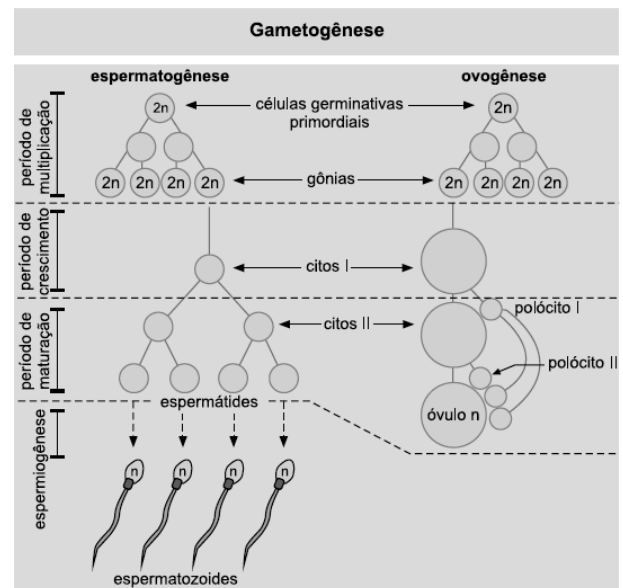 Gametogênese
espermatogênese
ovogênese
período de
multiplicação
2n
células germinativas
primordiais
2n
2n
2n
2n
2n
gônias
2n
2n
2n
2n
período de
crescimento
citos I
período de
maturação
citos II
polócito I
polócito II
espermátides
óvulo n
espermiogênese
n
n
n
n
espermatozoides